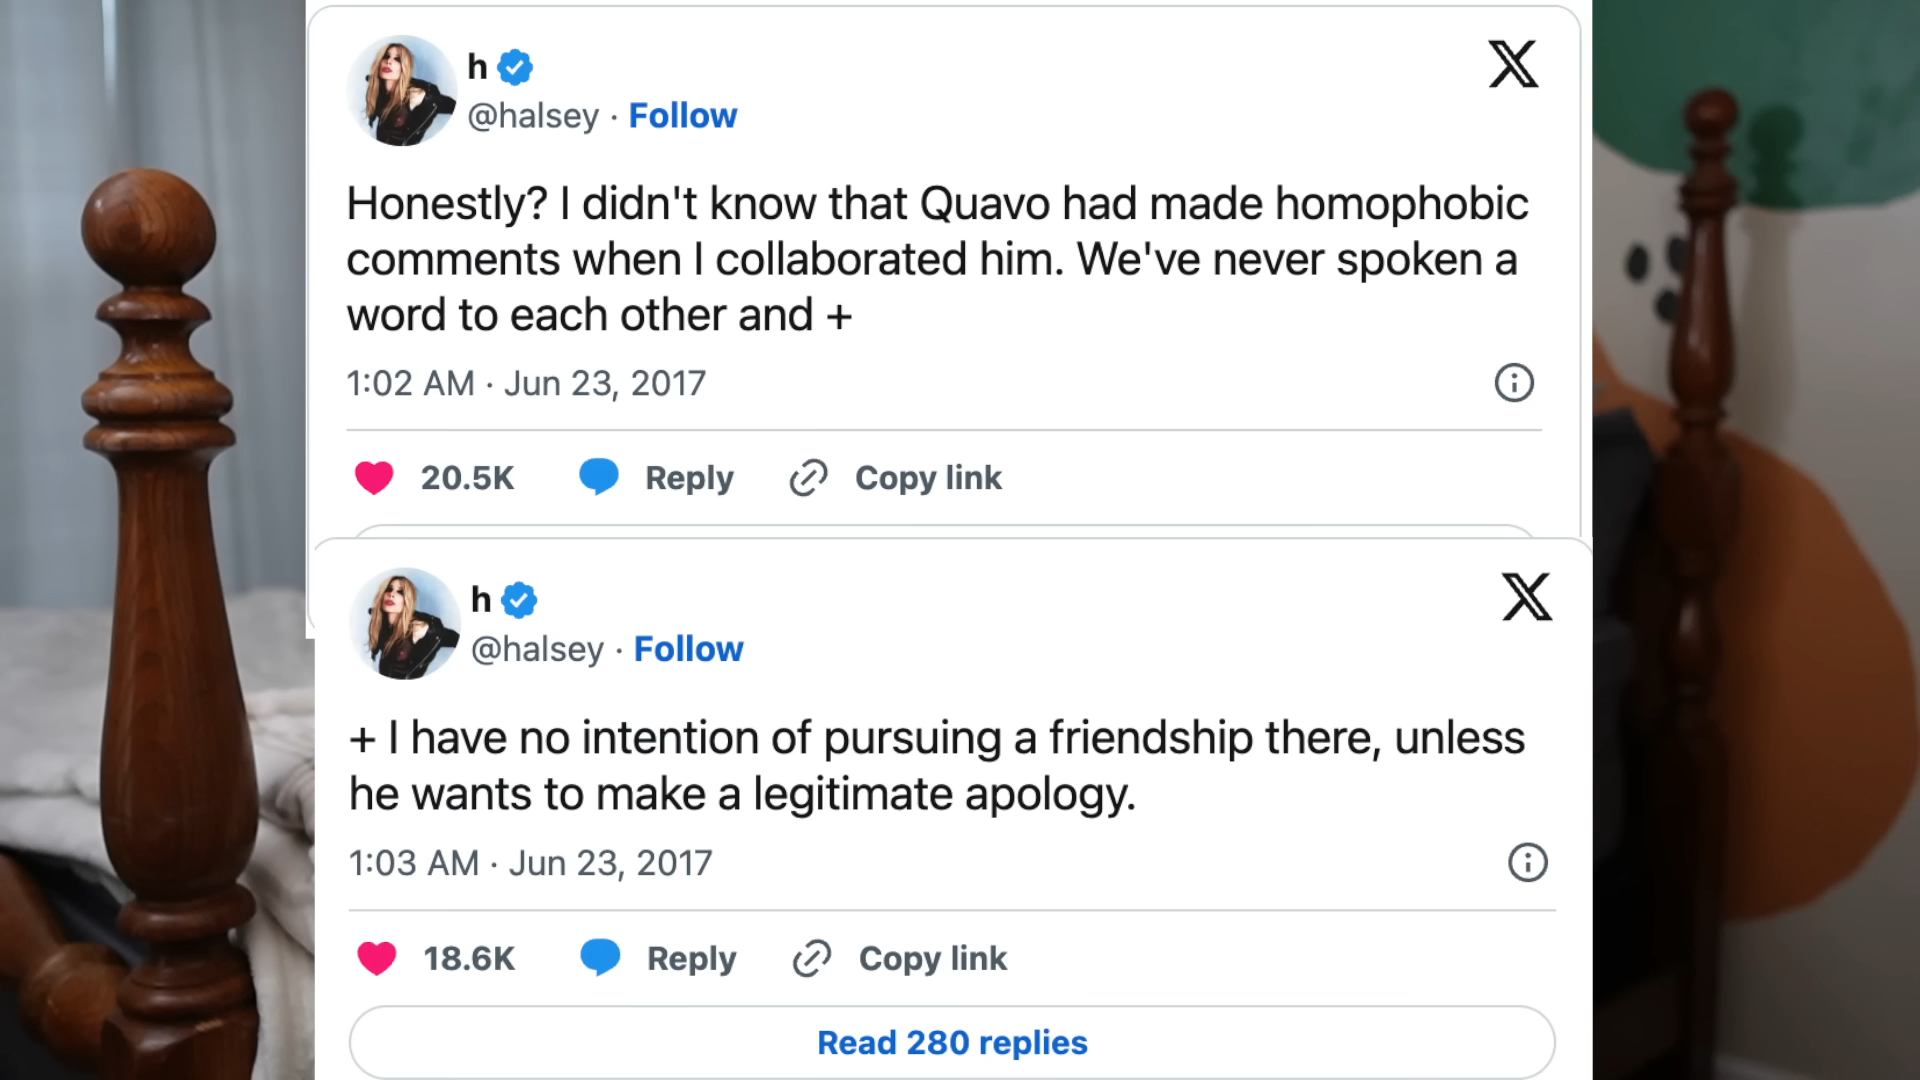 h
@halsey · Follow
Honestly? I didn't know that Quavo had made homophobic
comments when I collaborated him. We've never spoken a
word to each other and +
1:02 AM · Jun 23, 2017
20.5K Reply Copy link
h
@halsey · Follow
+ I have no intention of pursuing a friendship there, unless
he wants to make a legitimate apology.
1:03 AM · Jun 23, 2017
18.6K Reply Copy link
Read 280 replies